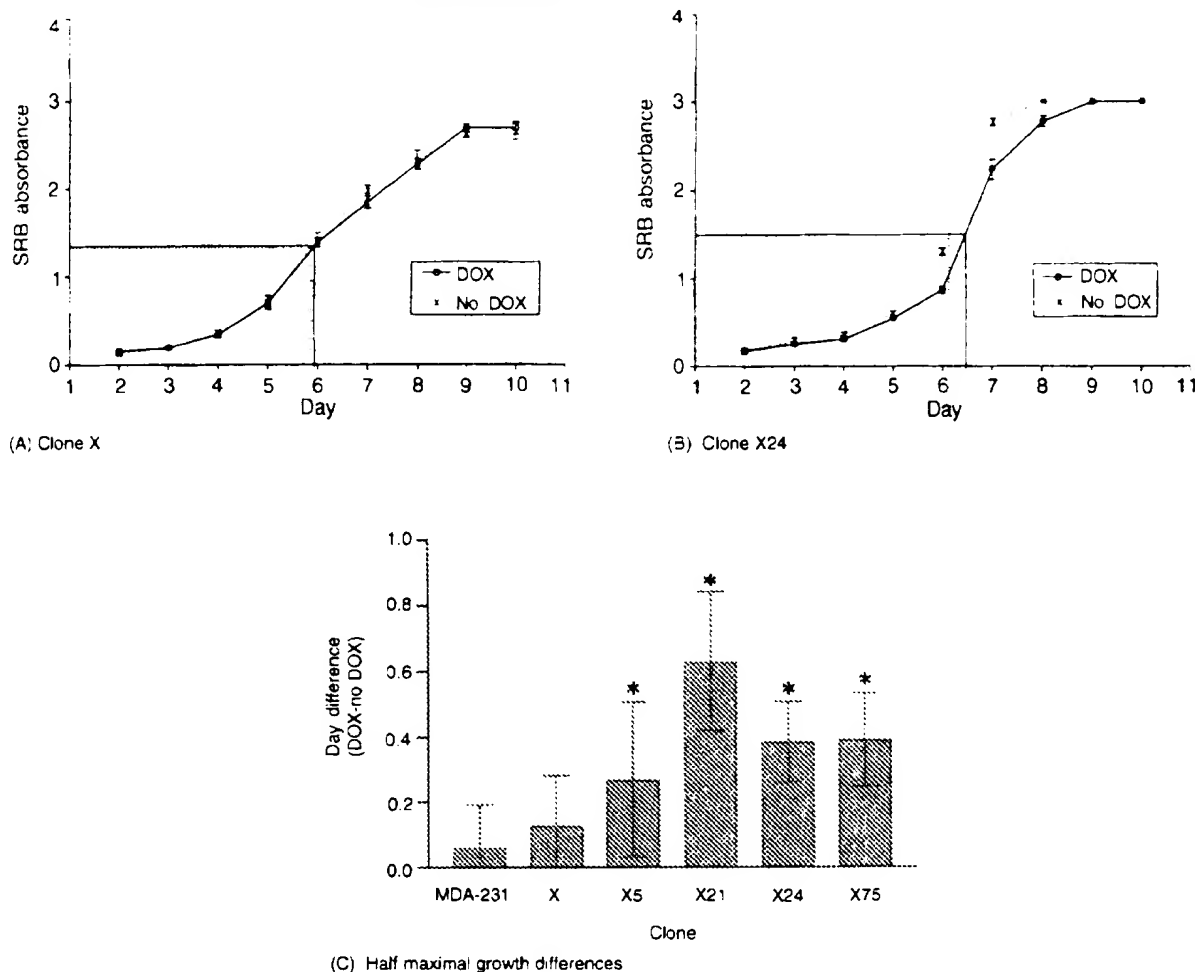 4
3
2
1
0
SRB absorbance
DOX
No DOX
1 2 3 4 5 6 7 8 9 10 11
Day
(A) Clone X
4
3
2
1
0
SRB absorbance
DOX
No DOX
1 2 3 4 5 6 7 8 9 10 11
Day
(B) Clone X24
1.0
0.8
0.6
0.4
0.2
0.0
Day difference
(DOX-no DOX)
* * * *
MDA-231 X X5 X21 X24 X75
Clone
(C) Half maximal growth differences